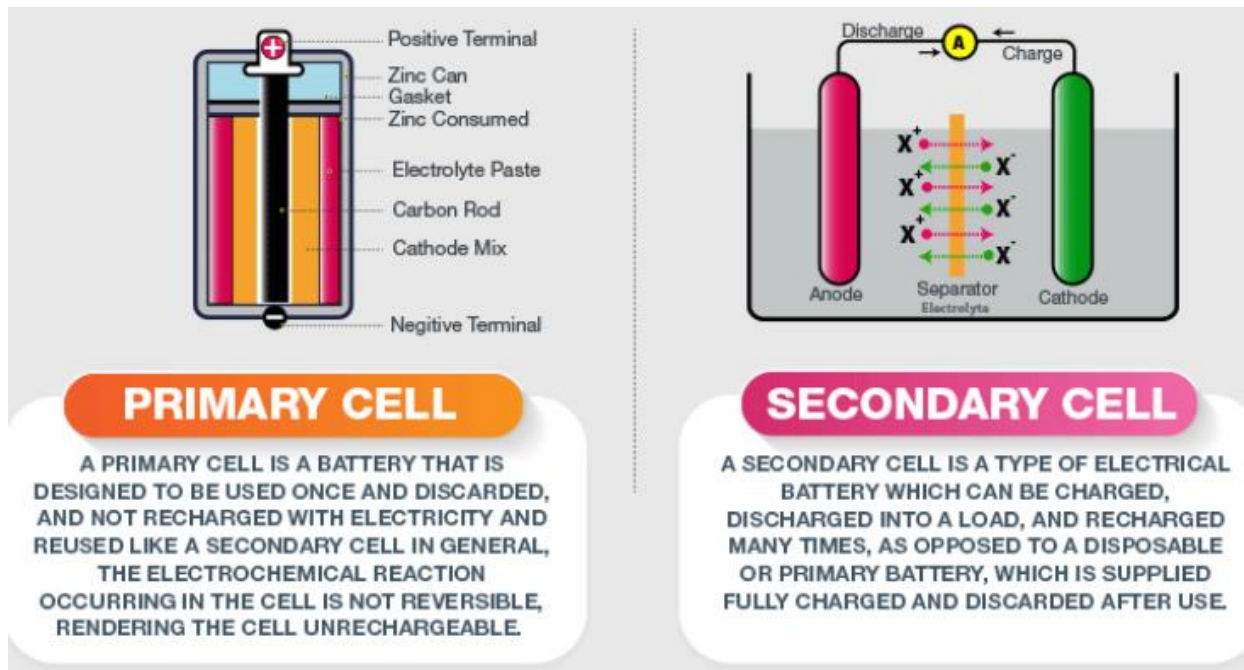 Positive Terminal
Zinc Can
Gasket
Zinc Consumed
Electrolyte Paste
Carbon Rod
Cathode Mix
Negitive Terminal
+
-
PRIMARY CELL
A PRIMARY CELL IS A BATTERY THAT IS
DESIGNED TO BE USED ONCE AND DISCARDED,
AND NOT RECHARGED WITH ELECTRICITY AND
REUSED LIKE A SECONDARY CELL IN GENERAL,
THE ELECTROCHEMICAL REACTION
OCCURRING IN THE CELL IS NOT REVERSIBLE,
RENDERING THE CELL UNRECHARGEABLE.
Discharge
A
Charge
X+
X-
X+
X-
X+
X-
Anode
Separator
Electrolyte
Cathode
SECONDARY CELL
A SECONDARY CELL IS A TYPE OF ELECTRICAL
BATTERY WHICH CAN BE CHARGED,
DISCHARGED INTO A LOAD, AND RECHARGED
MANY TIMES, AS OPPOSED TO A DISPOSABLE
OR PRIMARY BATTERY, WHICH IS SUPPLIED
FULLY CHARGED AND DISCARDED AFTER USE.